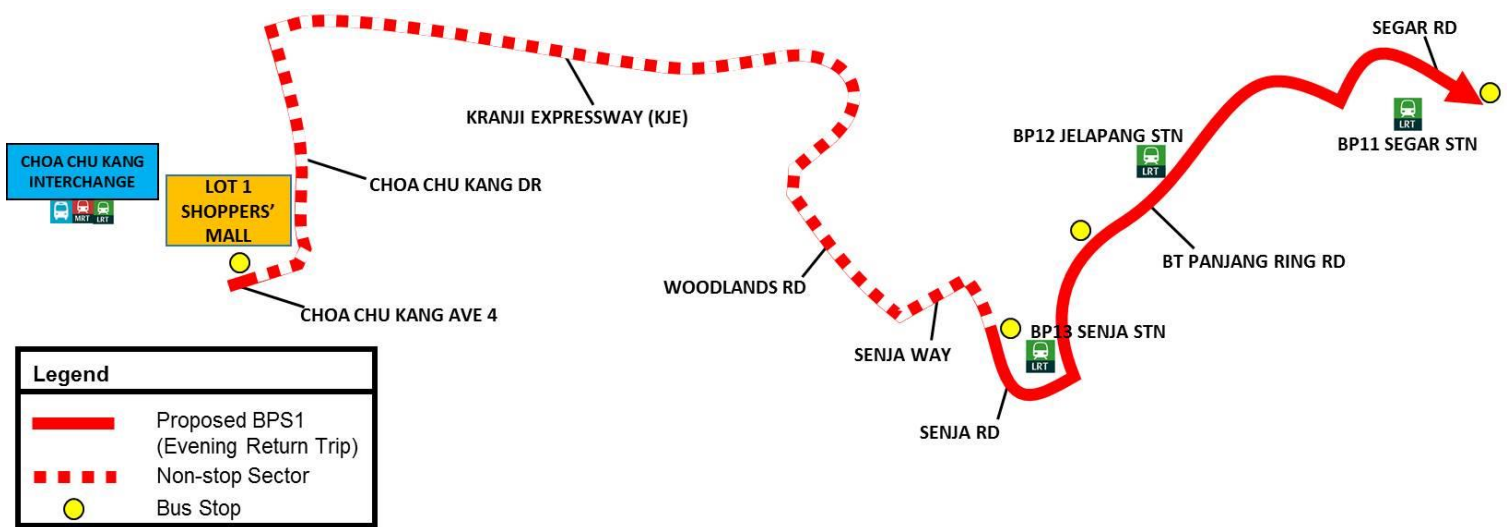 SEGAR RD
KRANJI EXPRESSWAY (KJE)
BP12 JELAPANG STN
LRT
LRT
BP11 SEGAR STN
CHOA CHU KANG
INTERCHANGE
MRT
LRT
LOT 1
SHOPPERS'
MALL
CHOA CHU KANG DR
BT PANJANG RING RD
WOODLANDS RD
CHOA CHU KANG AVE 4
BP13 SENJA STN
LRT
SENJA WAY
SENJA RD
Legend
Proposed BPS1
(Evening Return Trip)
Non-stop Sector
Bus Stop